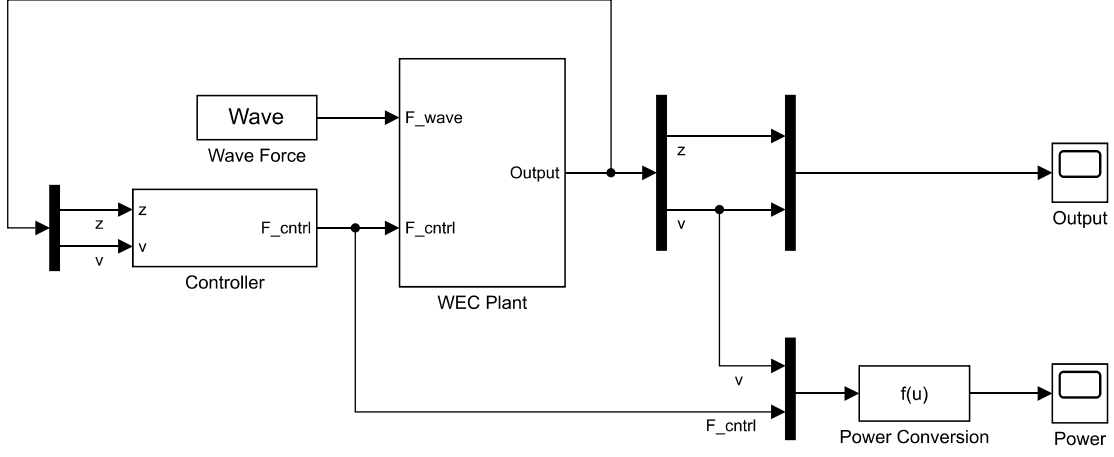 Wave
Wave Force
F_wave
Output
z
v
z
v
z
v
F_cntrl
Controller
F_cntrl
WEC Plant
Output
v
F_cntrl
f(u)
Power Conversion
Power